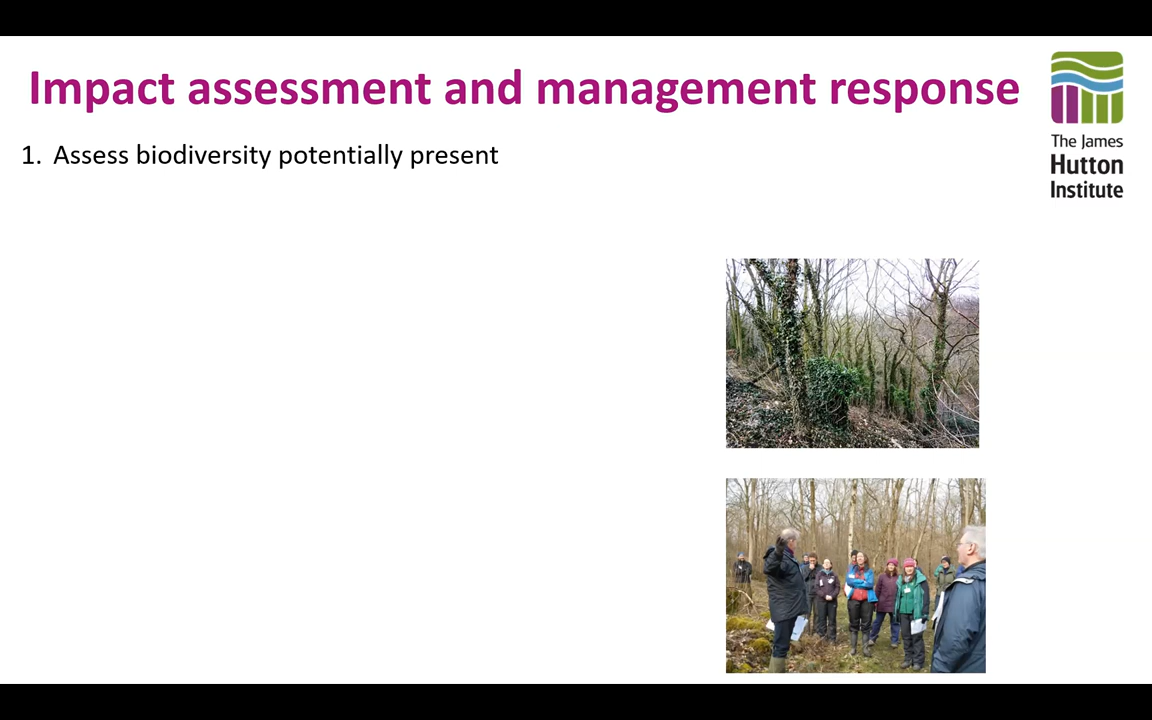 Impact assessment and management response
1. Assess biodiversity potentially present
The James
Hutton
Institute